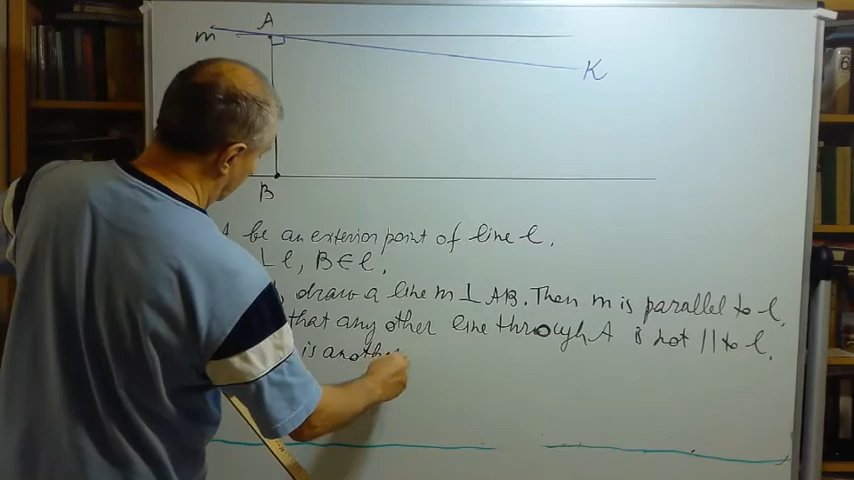 A
m
K
B
A be an exterior point of line ℓ.
⊥ ℓ, B ∈ ℓ.
, draw a line m ⊥ AB. Then m is parallel to ℓ.
that any other line through A is not || to ℓ.
is another